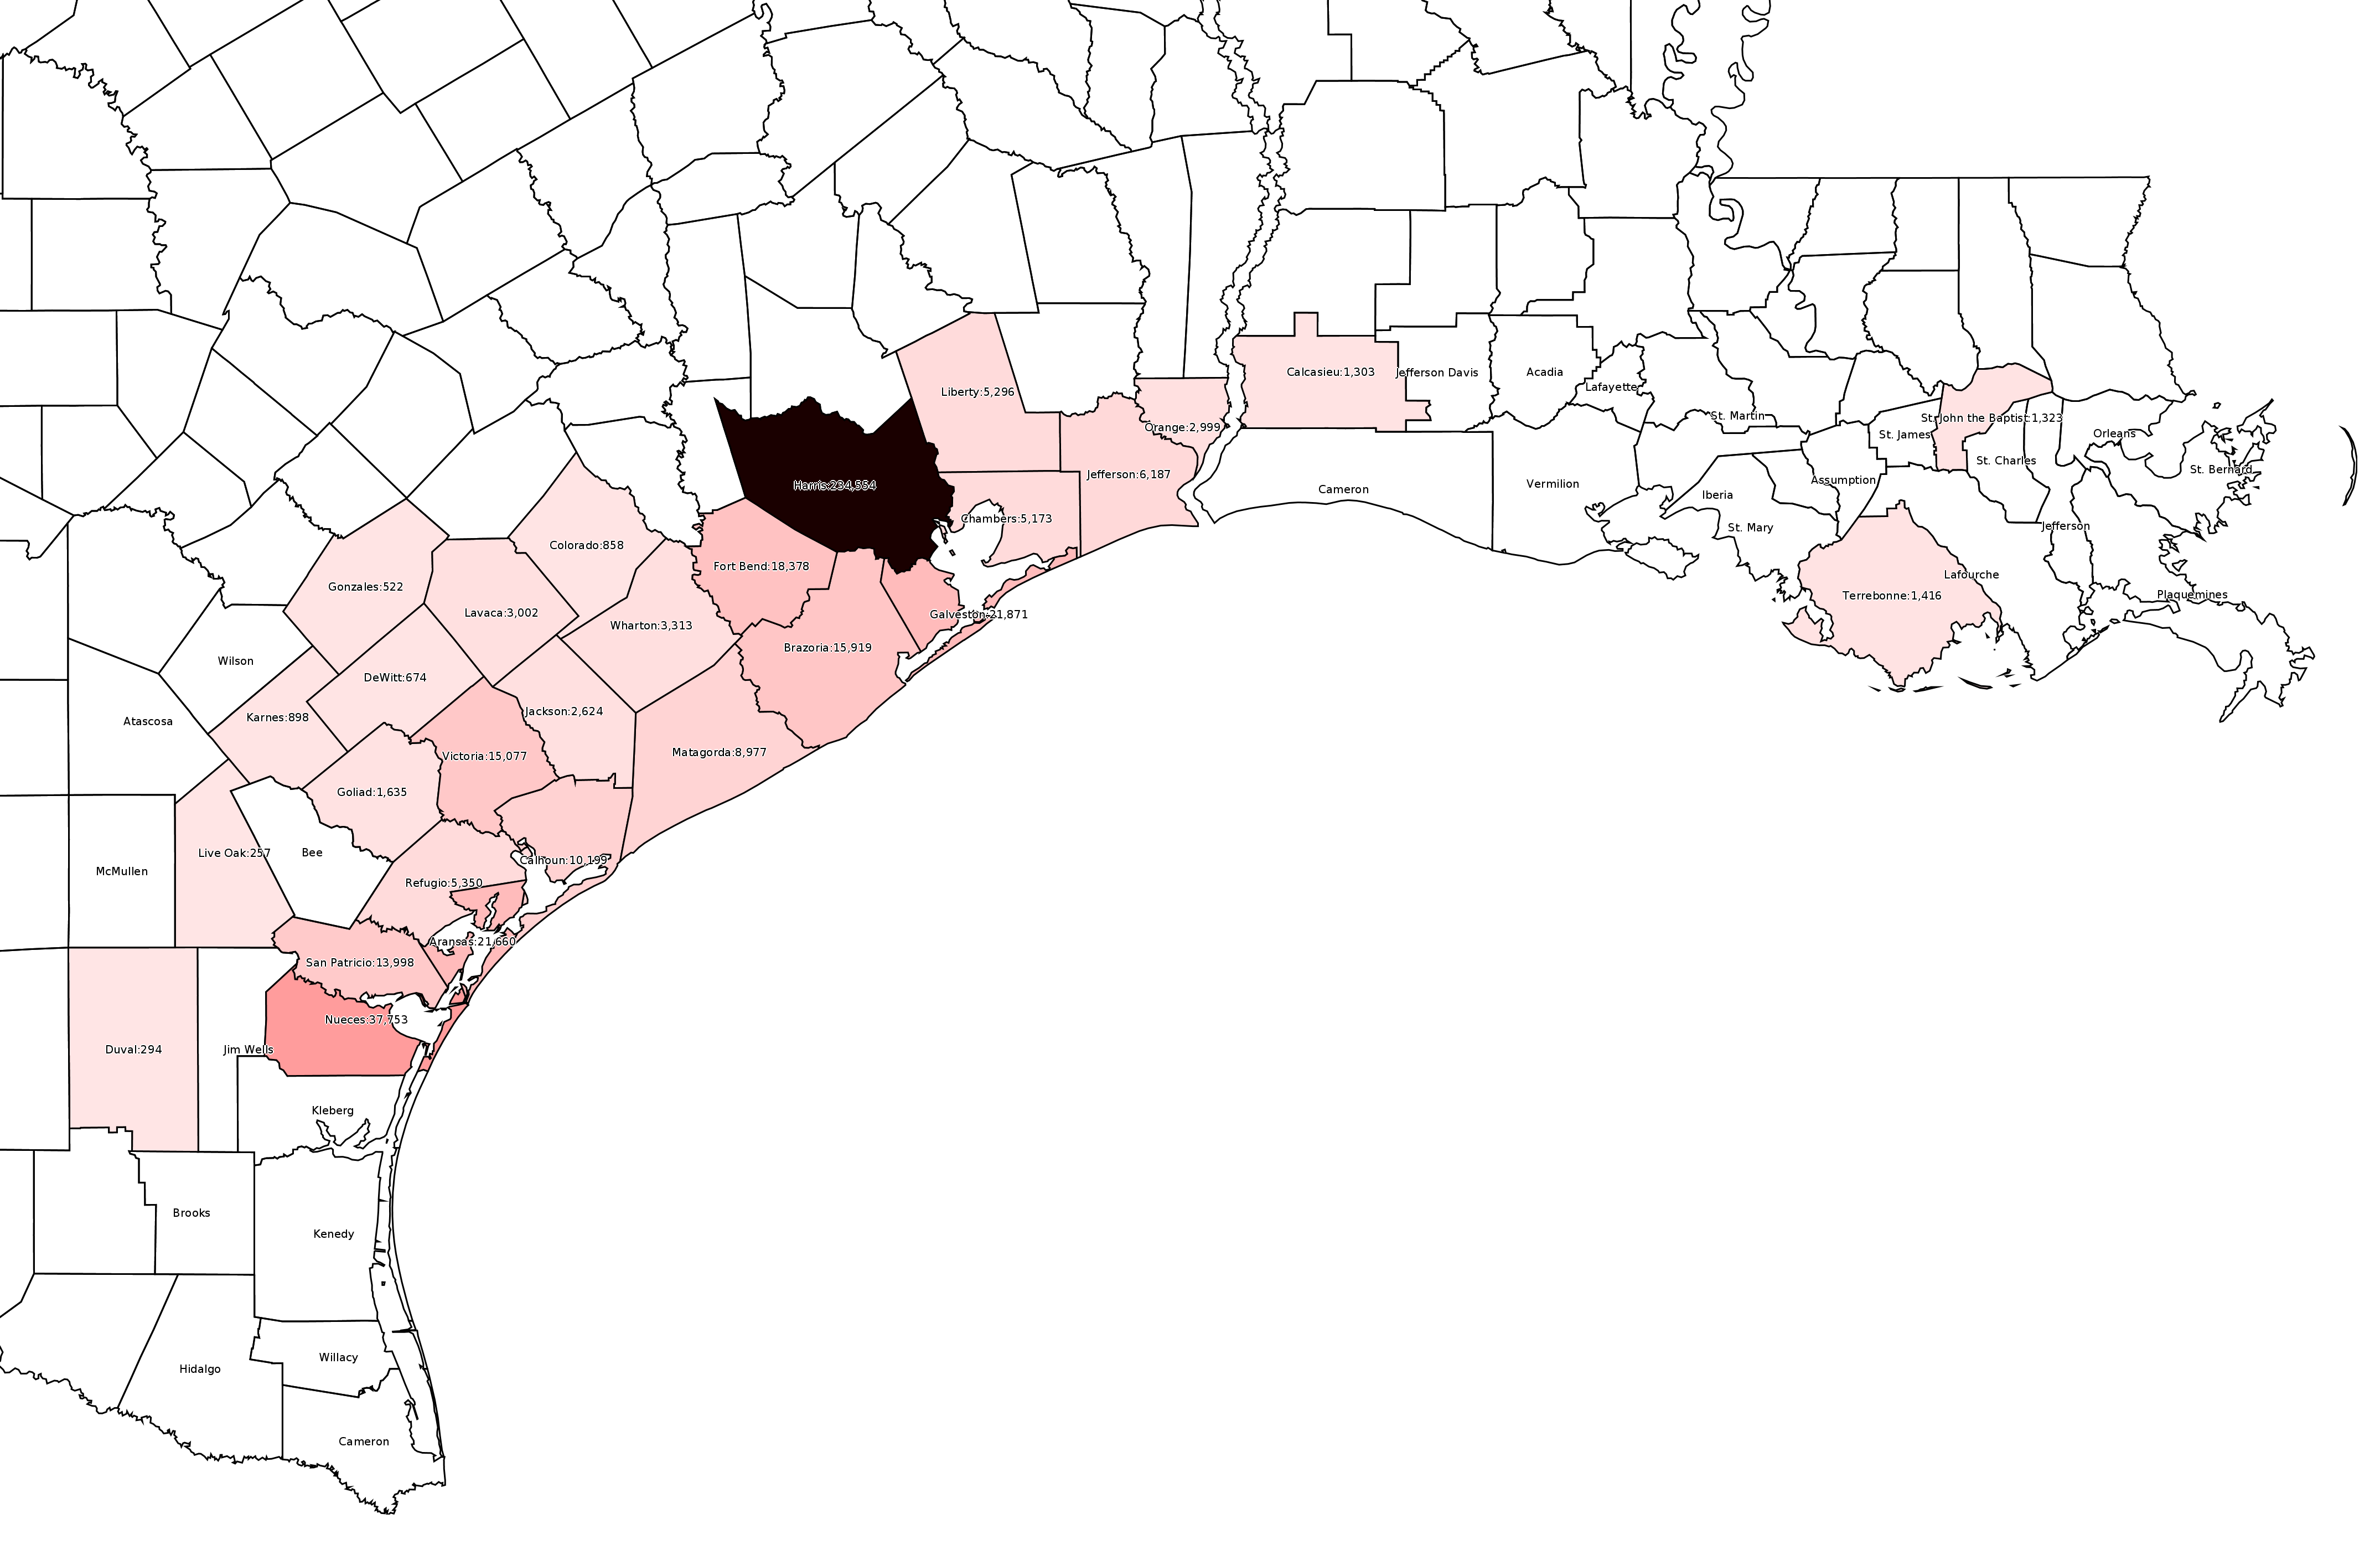 Calcasieu:1,303
Jefferson Davis
Acadia
Lafayette
Liberty:5,296
St. Martin
St. John the Baptist:1,323
Orange:2,999
Orleans
St. James
St. Charles
St. Bernard
Jefferson:6,187
Assumption
Harris:234,554
Cameron
Vermilion
Iberia
Chambers:5,173
St. Mary
Jefferson
Colorado:858
Fort Bend:18,378
Lafourche
Gonzales:522
Terrebonne:1,416
Plaquemines
Lavaca:3,002
Galveston:21,871
Wharton:3,313
Brazoria:15,919
Wilson
DeWitt:674
Jackson:2,624
Karnes:898
Atascosa
Matagorda:8,977
Victoria:15,077
Goliad:1,635
Live Oak:257
Bee
Calhoun:10,199
McMullen
Refugio:5,350
Aransas:21,660
San Patricio:13,998
Nueces:37,753
Duval:294
Jim Wells
Kleberg
Brooks
Kenedy
Willacy
Hidalgo
Cameron